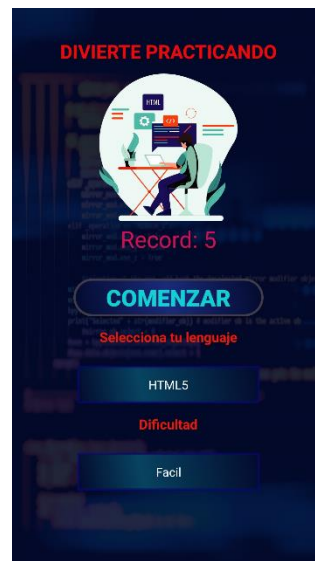 DIVIERTE PRACTICANDO
HTML
Record: 5
COMENZAR
Selecciona tu lenguaje
HTML5
Dificultad
Facil